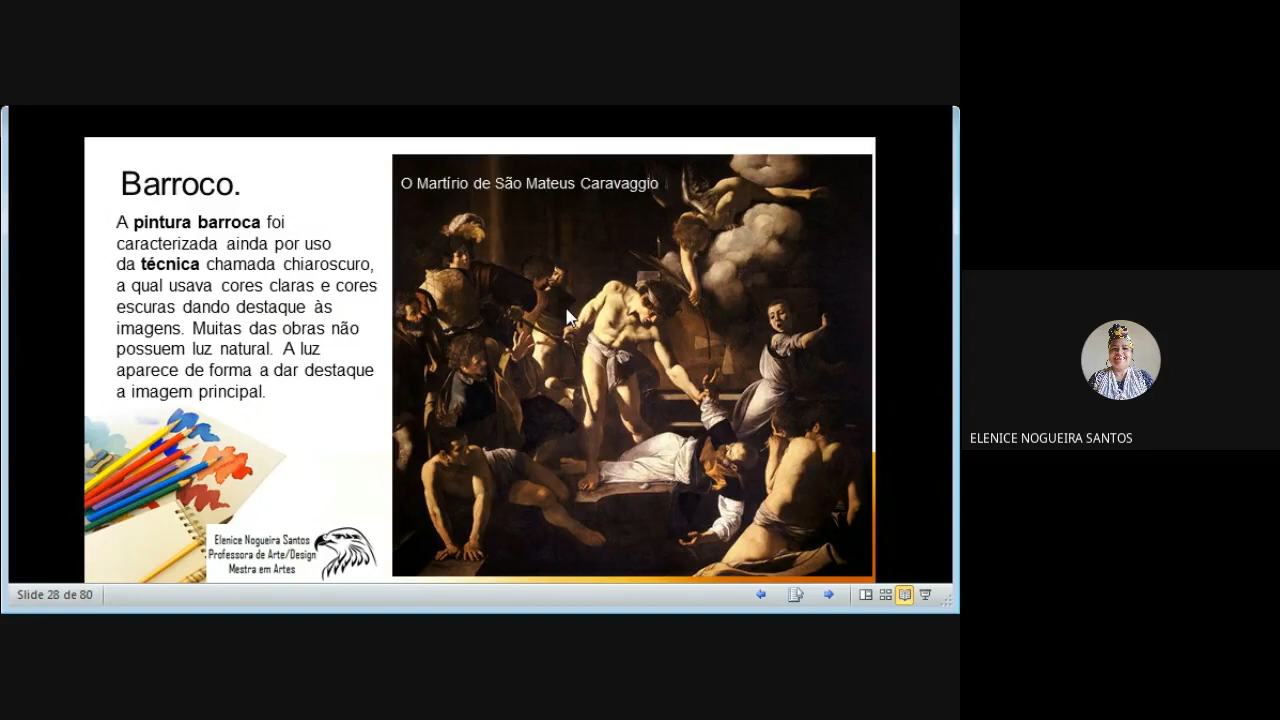 Barroco.
A pintura barroca foi
caracterizada ainda por uso
da técnica chamada chiaroscuro,
a qual usava cores claras e cores
escuras dando destaque às
imagens. Muitas das obras não
possuem luz natural. A luz
aparece de forma a dar destaque
a imagem principal.
O Martírio de São Mateus Caravaggio
Elenice Nogueira Santos
Professora de Arte/Design
Mestra em Artes
Slide 28 de 80
ELENICE NOGUEIRA SANTOS